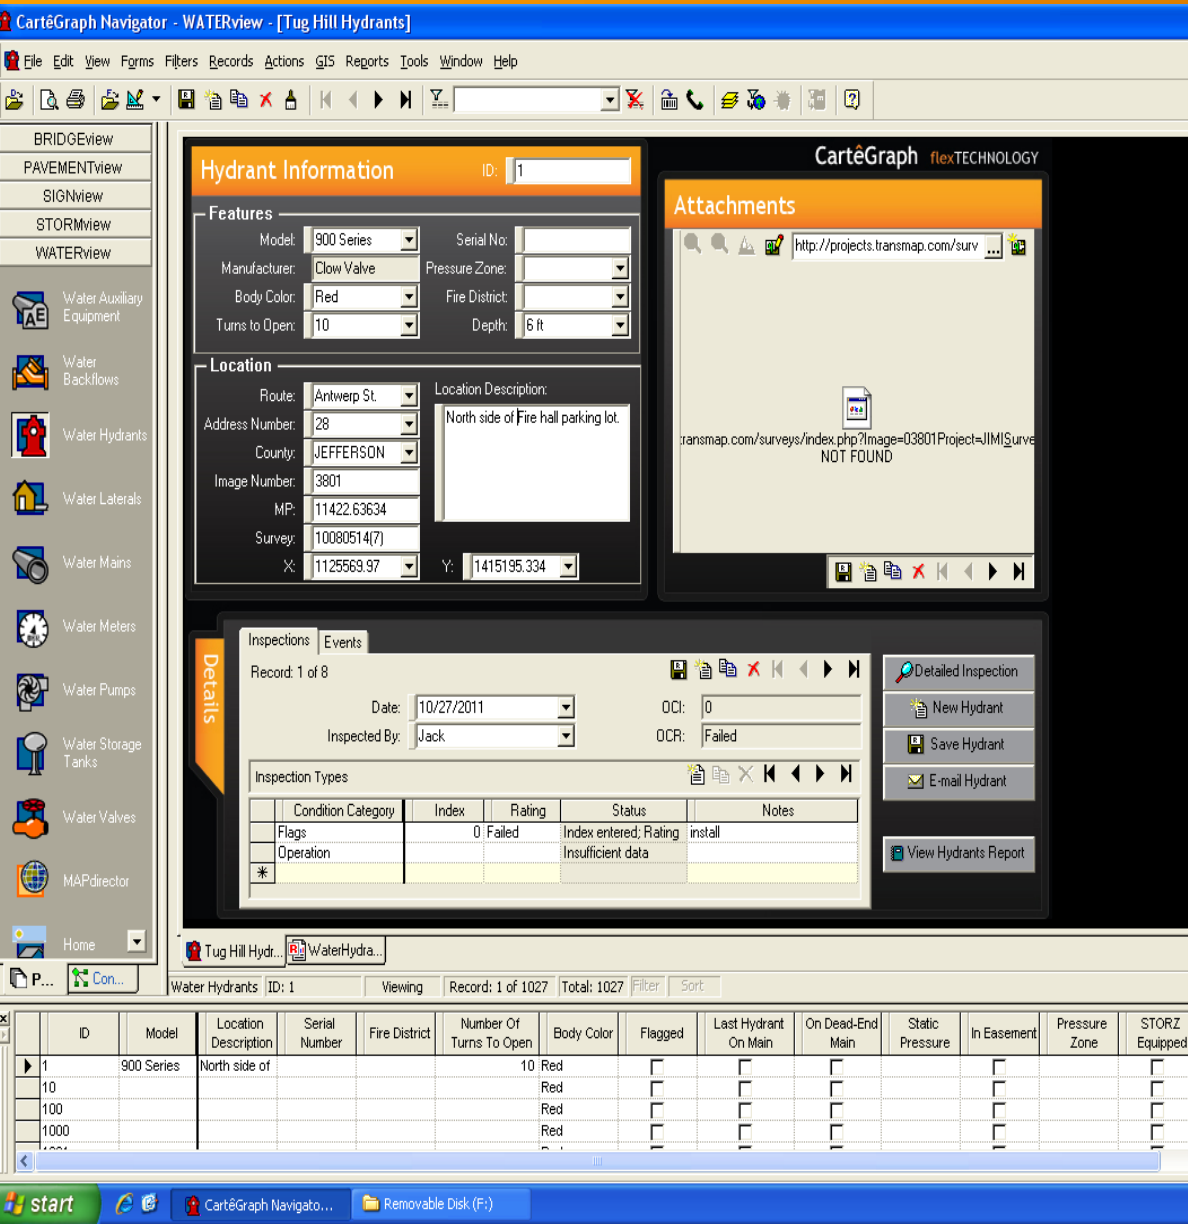 CartêGraph Navigator - WATERview - [Tug Hill Hydrants]
File Edit View Forms Filters Records Actions GIS Reports Tools Window Help
BRIDGEview
PAVEMENTview
SIGNview
STORMview
WATERview
Water Auxiliary
Equipment
Water
Backflows
Water Hydrants
Water Laterals
Water Mains
Water Meters
Water Pumps
Water Storage
Tanks
Water Valves
MAPdirector
Home
P...
Con...
Hydrant Information
ID: 1
Features
Model: 900 Series
Serial No:
Manufacturer: Clow Valve
Pressure Zone:
Body Color: Red
Fire District:
Turns to Open: 10
Depth: 6 ft
Location
Route: Antwerp St.
Location Description:
Address Number: 28
North side of Fire hall parking lot.
County: JEFFERSON
Image Number: 3801
MP: 11422.63634
Survey: 10080514(7)
X: 1125569.97
Y: 1415195.334
CartêGraph flexTECHNOLOGY
Attachments
http://projects.transmap.com/surv ...
transmap.com/surveys/index.php?Image=03801Project=JIMISurve
NOT FOUND
Details
Inspections Events
Record: 1 of 8
Date: 10/27/2011
OCI: 0
Inspected By: Jack
OCR: Failed
Inspection Types
Condition Category Index Rating Status Notes
Flags 0 Failed Index entered; Rating install
Operation Insufficient data
Detailed Inspection
New Hydrant
Save Hydrant
E-mail Hydrant
View Hydrants Report
Tug Hill Hydr... WaterHydra...
Water Hydrants ID: 1 Viewing Record: 1 of 1027 Total: 1027 Filter Sort
ID Model Location Description Serial Number Fire District Number Of Turns To Open Body Color Flagged Last Hydrant On Main On Dead-End Main Static Pressure In Easement Pressure Zone STORZ Equipped
1 900 Series North side of 10 Red
10 Red
100 Red
1000 Red
start CartêGraph Navigato... Removable Disk (F:)